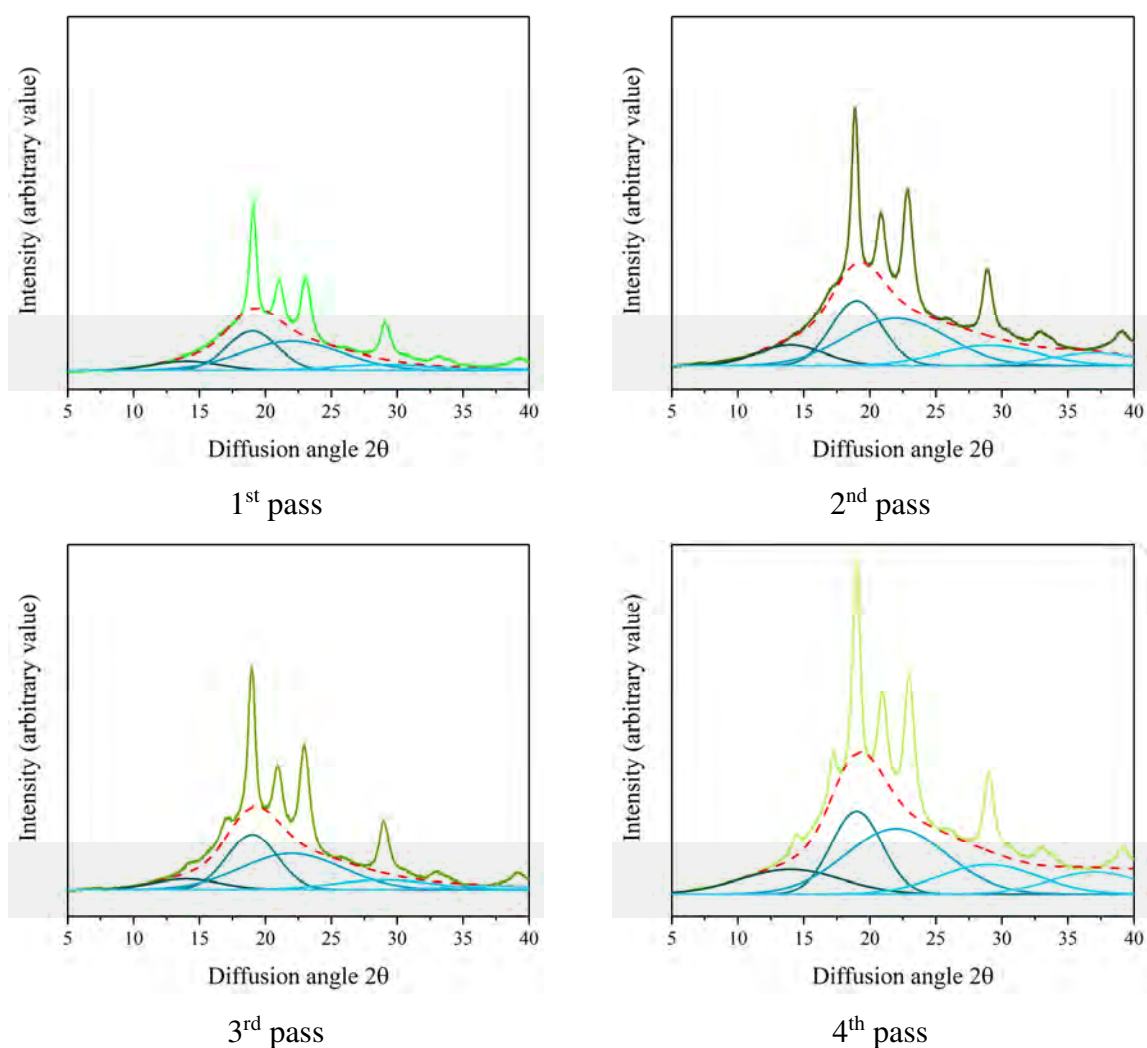 Intensity (arbitrary value)
5 10 15 20 25 30 35 40
Diffusion angle 2θ
1st pass
Intensity (arbitrary value)
5 10 15 20 25 30 35 40
Diffusion angle 2θ
2nd pass
Intensity (arbitrary value)
5 10 15 20 25 30 35 40
Diffusion angle 2θ
3rd pass
Intensity (arbitrary value)
5 10 15 20 25 30 35 40
Diffusion angle 2θ
4th pass